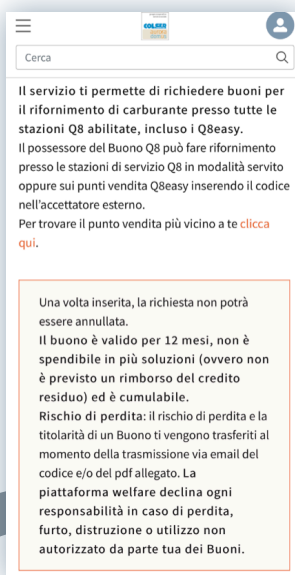 COLSER
Cerca
Il servizio ti permette di richiedere buoni per
il rifornimento di carburante presso tutte le
stazioni Q8 abilitate, incluso i Q8easy.
Il possessore del Buono Q8 può fare rifornimento
presso le stazioni di servizio Q8 in modalità servito
oppure sui punti vendita Q8easy inserendo il codice
nell'accettatore esterno.
Per trovare il punto vendita più vicino a te clicca
qui.
Una volta inserita, la richiesta non potrà
essere annullata.
Il buono è valido per 12 mesi, non è
spendibile in più soluzioni (ovvero non
è previsto un rimborso del credito
residuo) ed è cumulabile.
Rischio di perdita: il rischio di perdita e la
titolarità di un Buono ti vengono trasferiti al
momento della trasmissione via email del
codice e/o del pdf allegato. La
piattaforma welfare declina ogni
responsabilità in caso di perdita,
furto, distruzione o utilizzo non
autorizzato da parte tua dei Buoni.